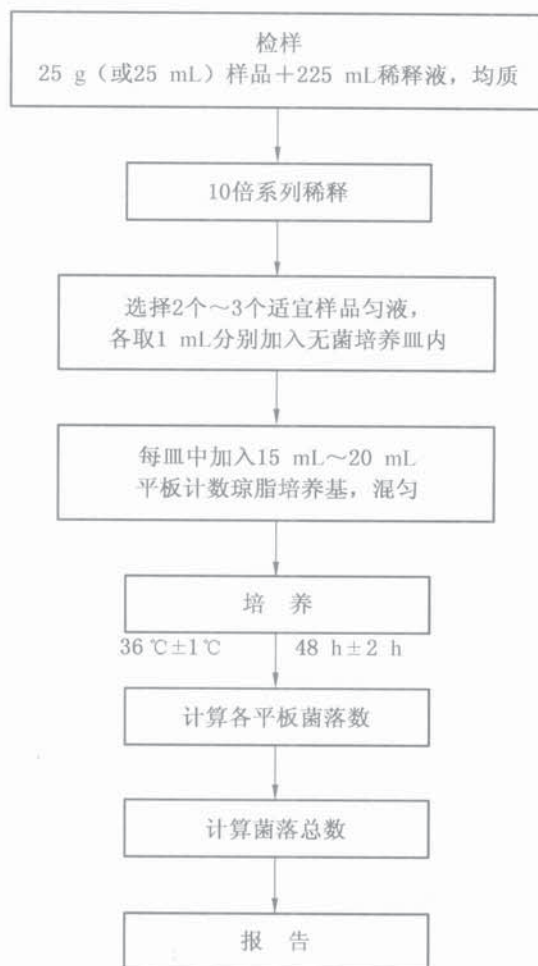 检样
25 g（或25 mL）样品＋225 mL稀释液，均质
10倍系列稀释
选择2个～3个适宜样品匀液，
各取1 mL分别加入无菌培养皿内
每皿中加入15 mL～20 mL
平板计数琼脂培养基，混匀
培 养
36 ℃±1℃ 48 h±2 h
计算各平板菌落数
计算菌落总数
报 告